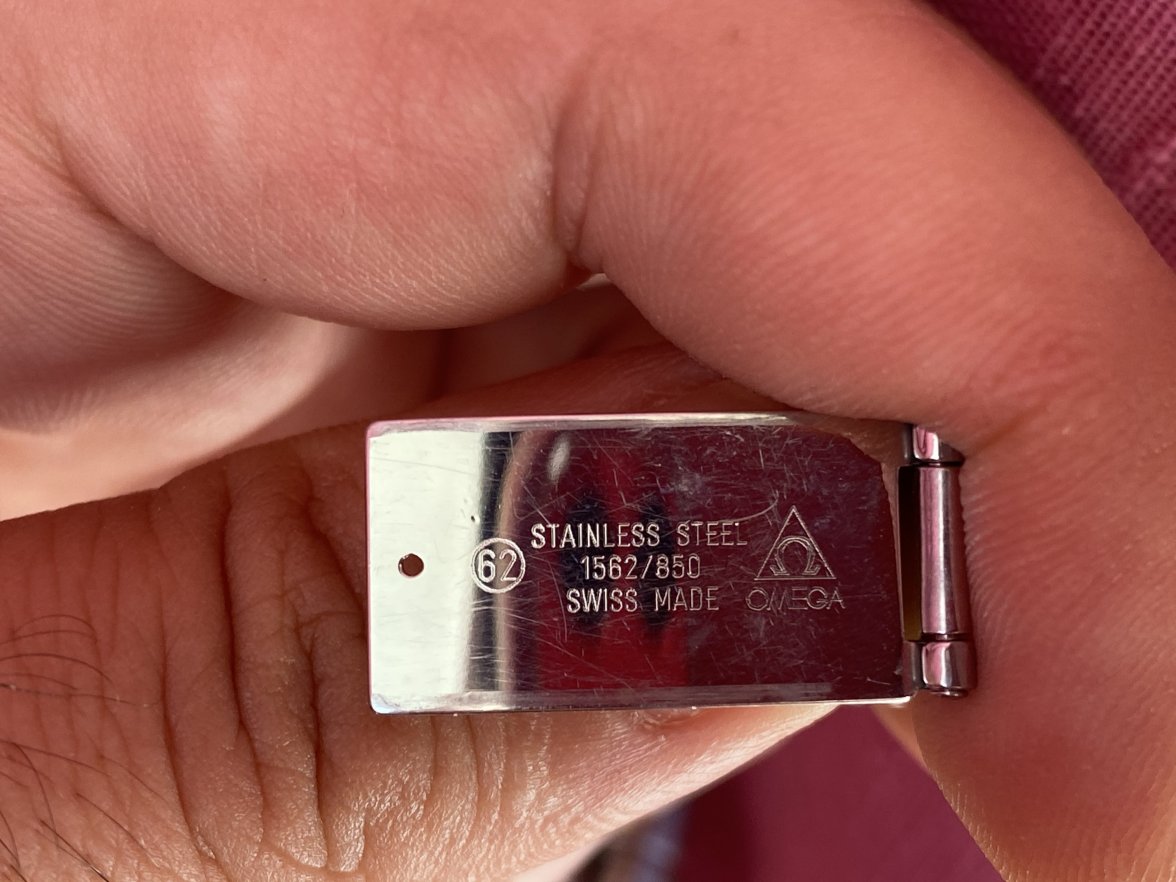 62
STAINLESS STEEL
1562/850
SWISS MADE
Ω
OMEGA